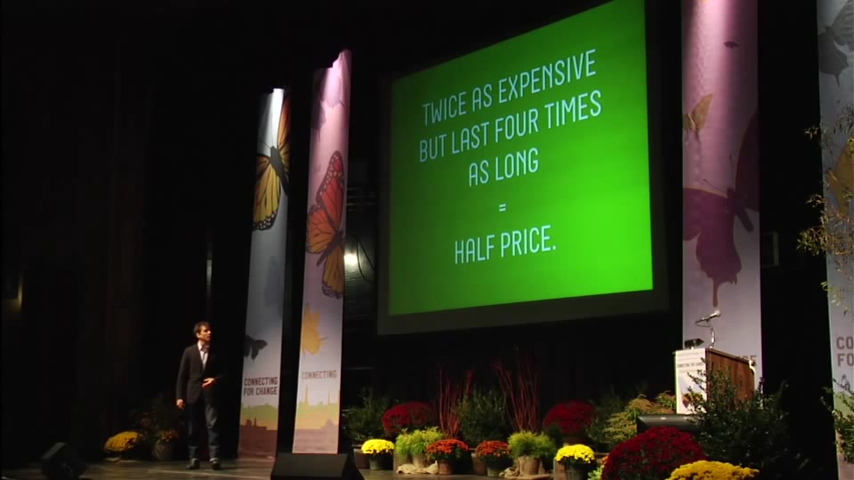 TWICE AS EXPENSIVE
BUT LAST FOUR TIMES
AS LONG
=
HALF PRICE.
CONNECTING
FOR CHANGE
CONNECTING